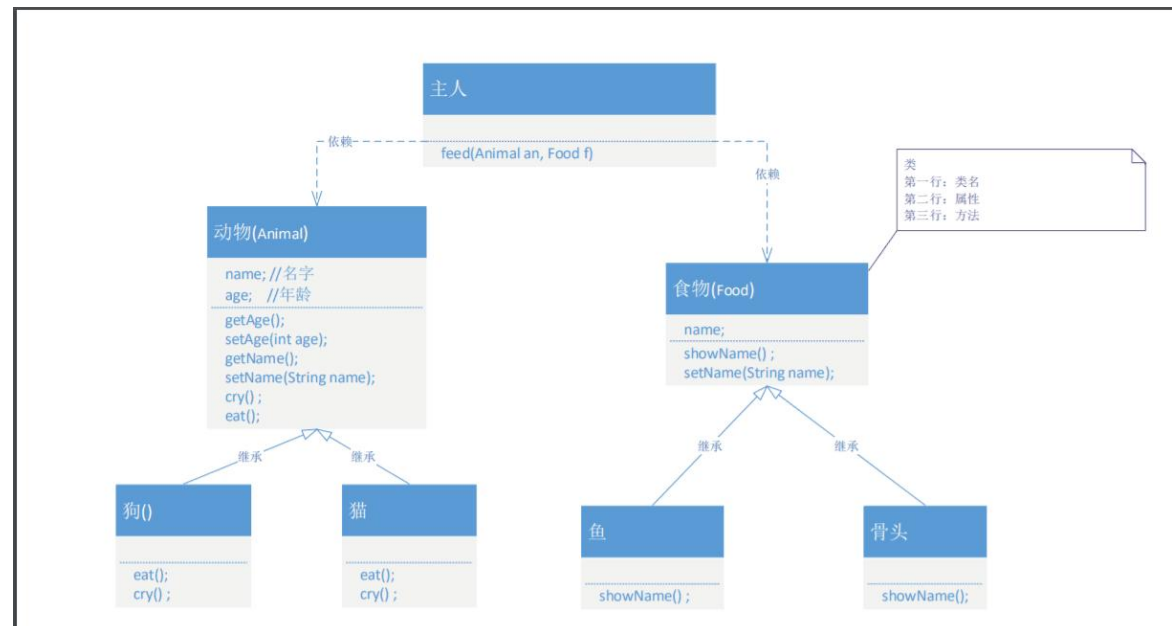 主人
feed(Animal an, Food f)
依赖
依赖
类
第一行：类名
第二行：属性
第三行：方法
动物(Animal)
name; //名字
age; //年龄
getAge();
setAge(int age);
getName();
setName(String name);
cry() ;
eat();
食物(Food)
name;
showName() ;
setName(String name);
继承
继承
继承
继承
狗()
eat();
cry() ;
猫
eat();
cry() ;
鱼
showName() ;
骨头
showName();